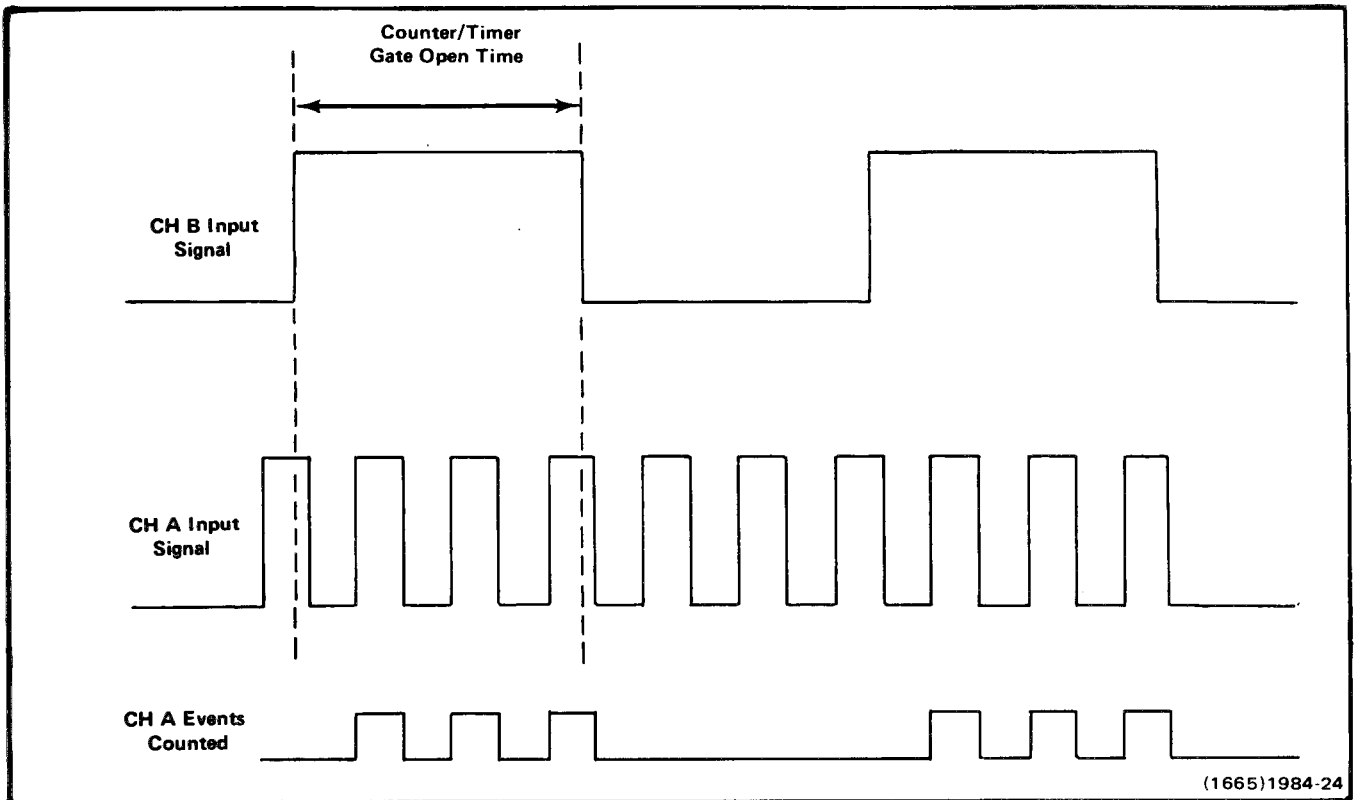 Counter/Timer
Gate Open Time
CH B Input
Signal
CH A Input
Signal
CH A Events
Counted
(1665)1984-24